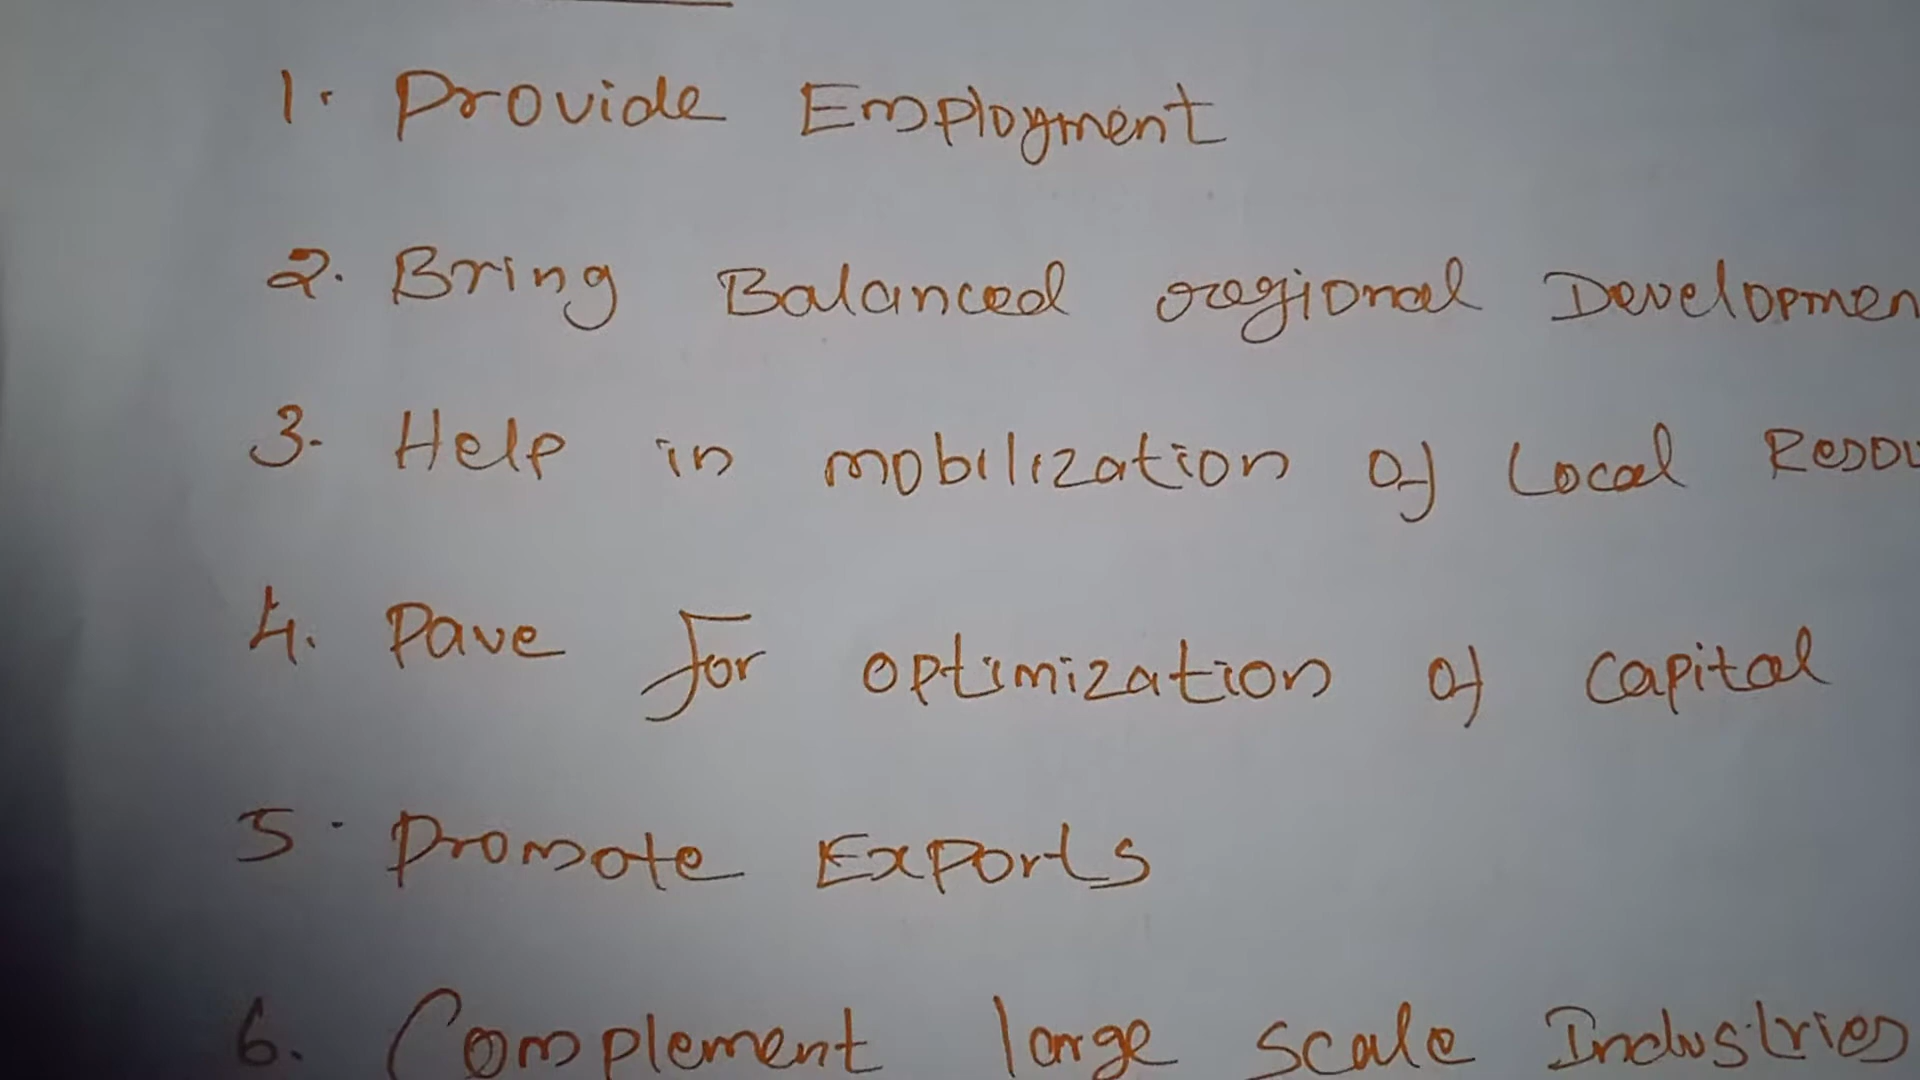 1. Provide Employment
2. Bring Balanced regional Developmen
3. Help in mobilization of Local Resou
4. Pave for optimization of capital
5. Promote Exports
6. Complement large scale Industries